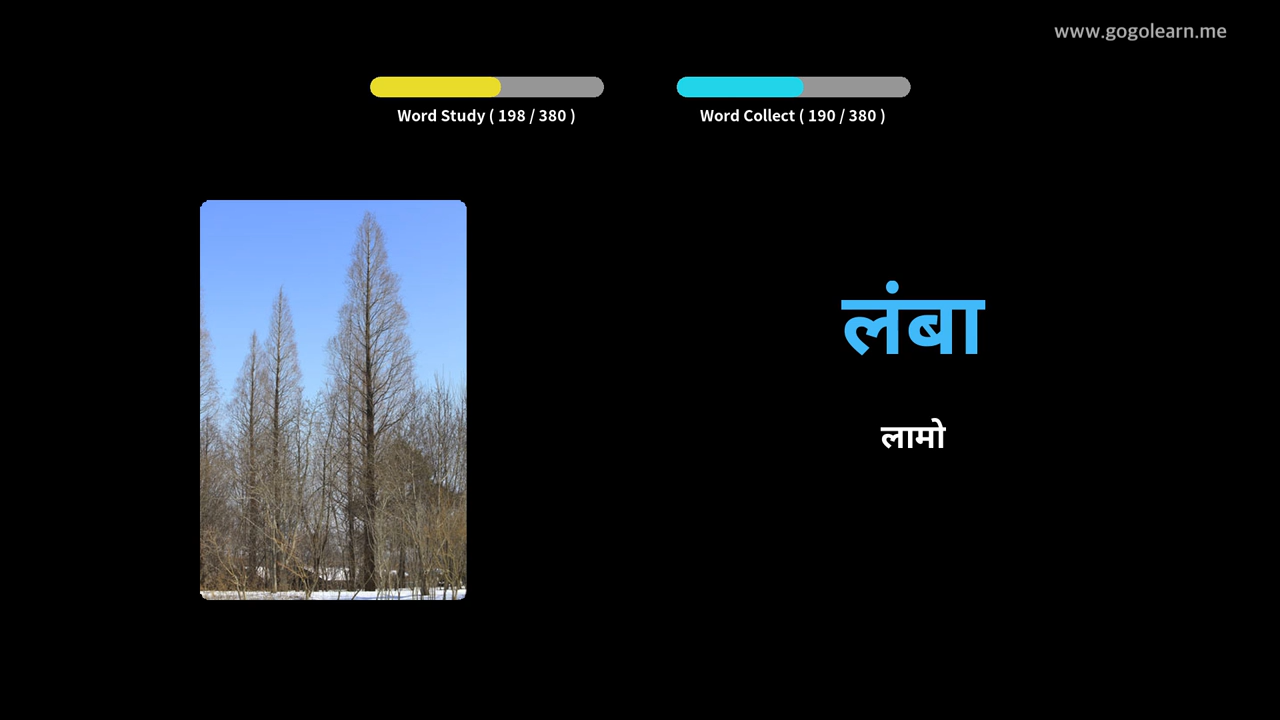 www.gogolearn.me
Word Study ( 198 / 380 )
Word Collect ( 190 / 380 )
लंबा
लामो